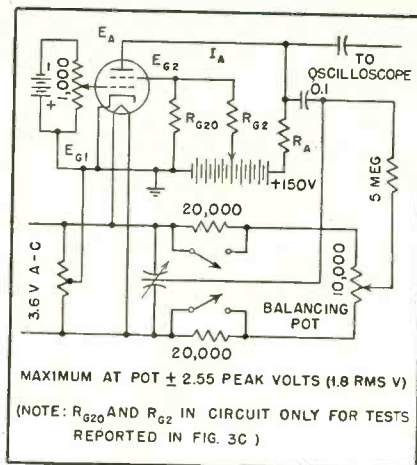 E_A
I_A
E_G2
TO
OSCILLOSCOPE
-
+
1,000
0.1
R_G20
R_G2
R_A
E_G1
+150V
5 MEG
20,000
3.6 V A-C
10,000
BALANCING
POT
20,000
MAXIMUM AT POT ± 2.55 PEAK VOLTS (1.8 RMS V)
(NOTE: R_G20 AND R_G2 IN CIRCUIT ONLY FOR TESTS
REPORTED IN FIG. 3C )